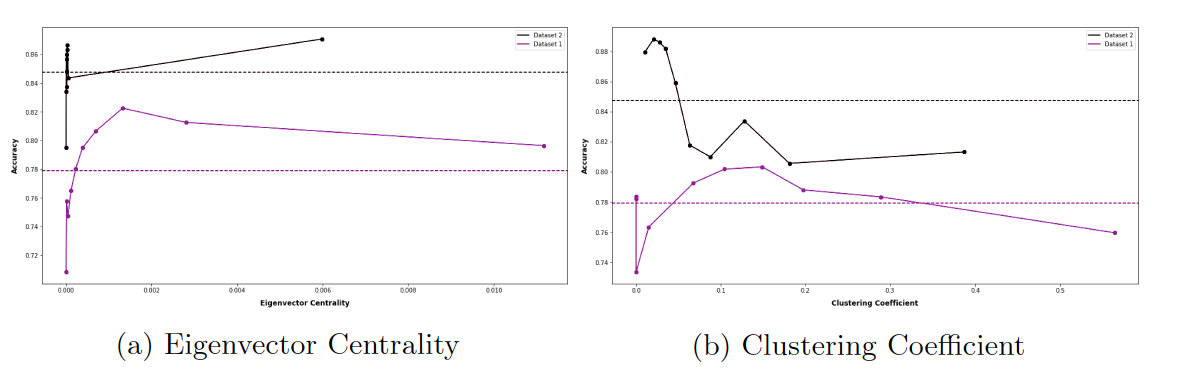 Dataset 2
Dataset 1
0.86
0.84
0.82
0.80
0.78
0.76
0.74
0.72
Accuracy
0.000
0.002
0.004
0.006
0.008
0.010
Eigenvector Centrality
(a) Eigenvector Centrality
Dataset 2
Dataset 1
0.88
0.86
0.84
0.82
0.80
0.78
0.76
0.74
Accuracy
0.0
0.1
0.2
0.3
0.4
0.5
Clustering Coefficient
(b) Clustering Coefficient